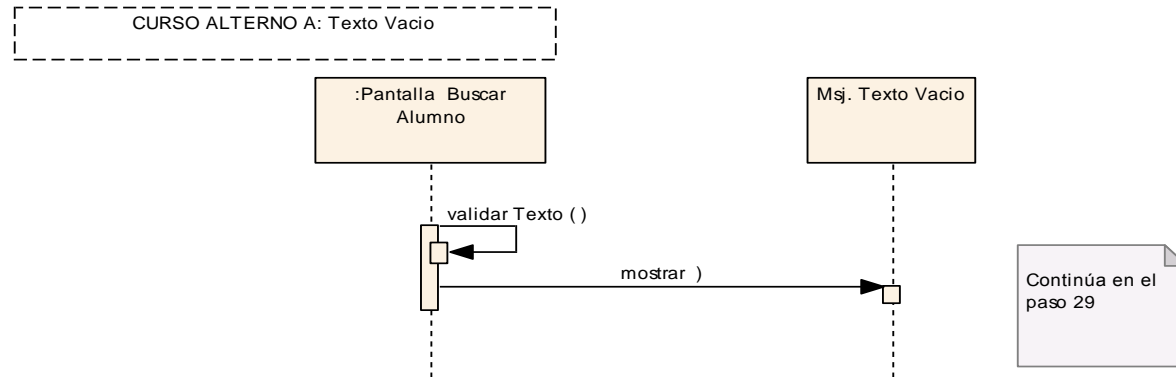 CURSO ALTERNO A: Texto Vacio
:Pantalla Buscar
Alumno
Msj. Texto Vacio
validar Texto ( )
mostrar )
Continúa en el
paso 29